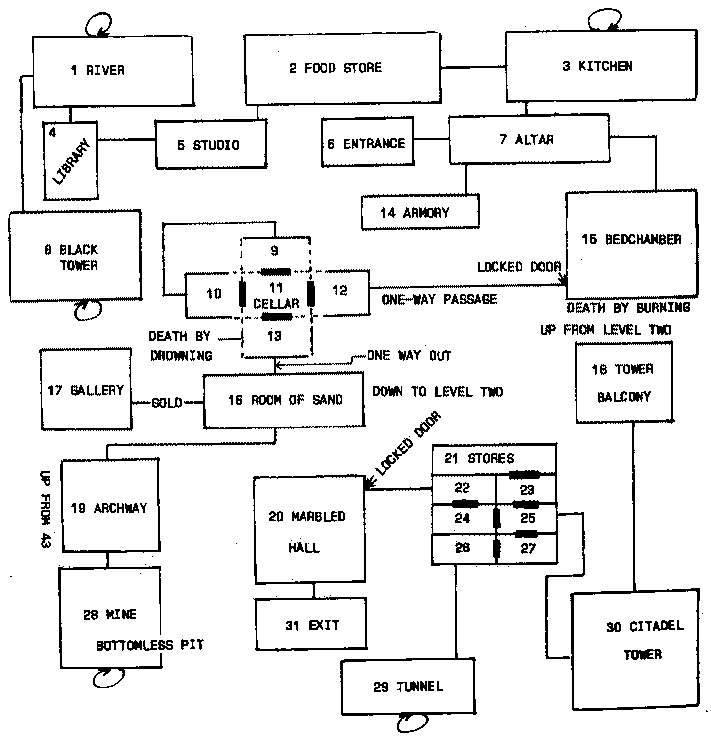 1 RIVER
2 FOOD STORE
3 KITCHEN
4
LIBRARY
5 STUDIO
6 ENTRANCE
7 ALTAR
14 ARMORY
8 BLACK
TOWER
9
10
11
CELLAR
12
13
15 BEDCHAMBER
LOCKED DOOR
ONE-WAY PASSAGE
DEATH BY BURNING
DEATH BY
DROWNING
UP FROM LEVEL TWO
ONE WAY OUT
17 GALLERY
GOLD
16 ROOM OF SAND
DOWN TO LEVEL TWO
18 TOWER
BALCONY
LOCKED DOOR
UP FROM 43
19 ARCHWAY
20 MARBLED
HALL
21 STORES
22
23
24
25
26
27
28 MINE
BOTTOMLESS PIT
31 EXIT
30 CITADEL
TOWER
29 TUNNEL